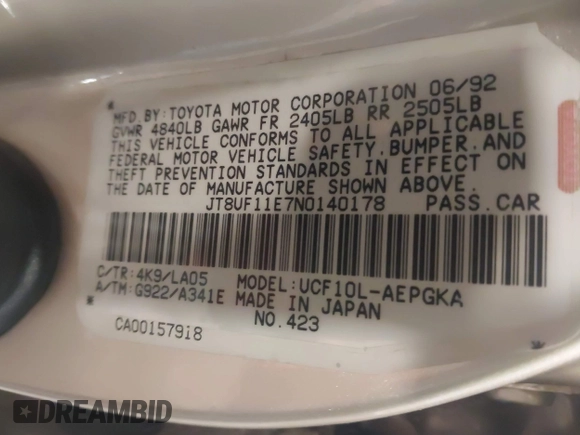 MFD. BY: TOYOTA MOTOR CORPORATION 06/92
GVWR 4840LB GAWR FR 2405LB RR 2505LB
THIS VEHICLE CONFORMS TO ALL APPLICABLE
FEDERAL MOTOR VEHICLE SAFETY, BUMPER, AND
THEFT PREVENTION STANDARDS IN EFFECT ON
THE DATE OF MANUFACTURE SHOWN ABOVE.
JT8UF11E7N0140178 PASS. CAR
C/TR: 4K9/LA05 MODEL: UCF10L-AEPGKA
A/TM: G922/A341E MADE IN JAPAN
CA00157918 NO. 423
DREAMBID